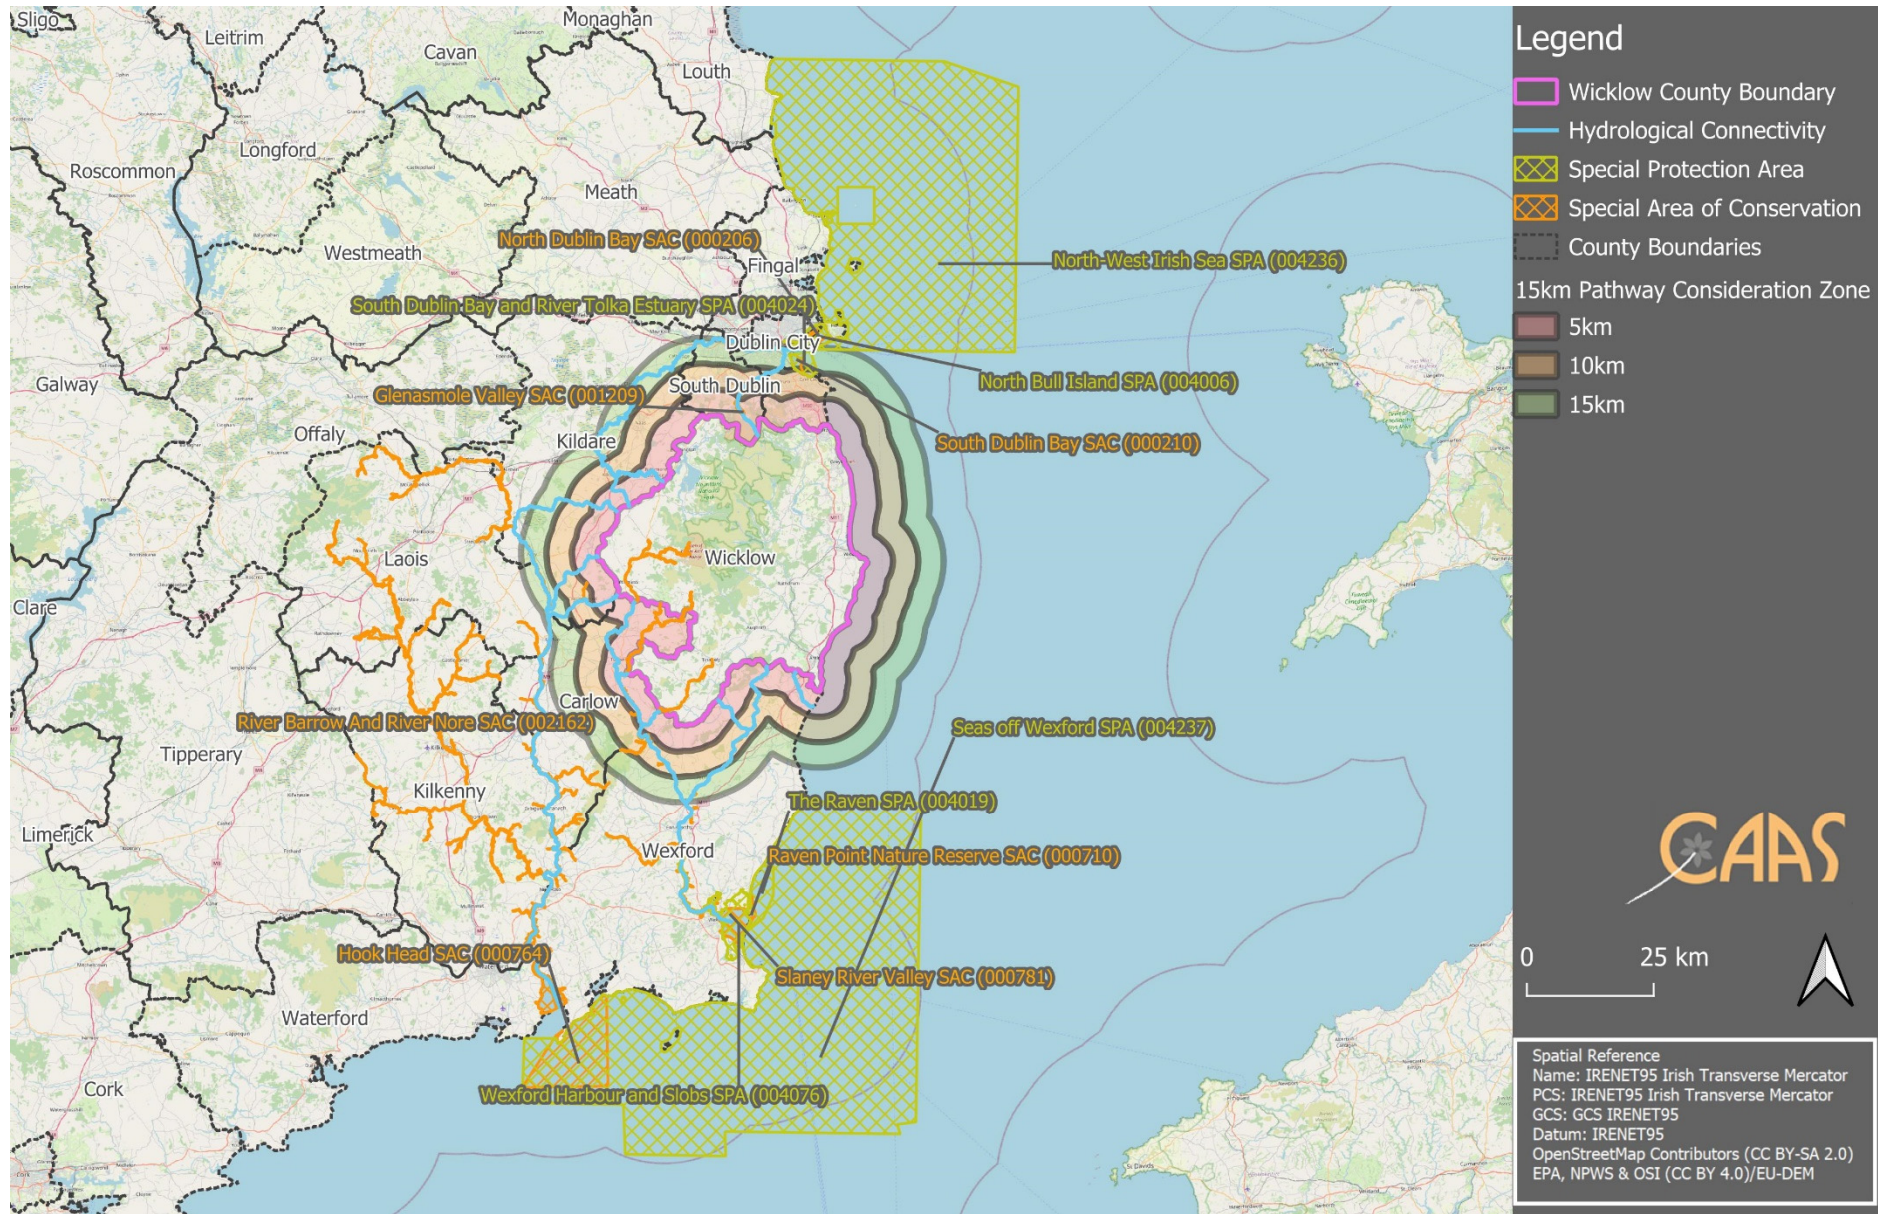 Sligo
Leitrim
Monaghan
Cavan
Louth
Longford
Roscommon
Meath
Westmeath
North Dublin Bay SAC (000206)
Fingal
North-West Irish Sea SPA (004236)
South Dublin Bay and River Tolka Estuary SPA (004024)
Dublin City
Galway
South Dublin
North Bull Island SPA (004006)
Glenasmole Valley SAC (001209)
Offaly
Kildare
South Dublin Bay SAC (000210)
Laois
Wicklow
Clare
Carlow
River Barrow And River Nore SAC (002162)
Seas off Wexford SPA (004237)
Tipperary
Kilkenny
The Raven SPA (004019)
Limerick
Wexford
Raven Point Nature Reserve SAC (000710)
Hook Head SAC (000764)
Slaney River Valley SAC (000781)
Waterford
Cork
Wexford Harbour and Slobs SPA (004076)
St Davids
Legend
Wicklow County Boundary
Hydrological Connectivity
Special Protection Area
Special Area of Conservation
County Boundaries
15km Pathway Consideration Zone
5km
10km
15km
CAAS
0 25 km
Spatial Reference
Name: IRENET95 Irish Transverse Mercator
PCS: IRENET95 Irish Transverse Mercator
GCS: GCS IRENET95
Datum: IRENET95
OpenStreetMap Contributors (CC BY-SA 2.0)
EPA, NPWS & OSI (CC BY 4.0)/EU-DEM